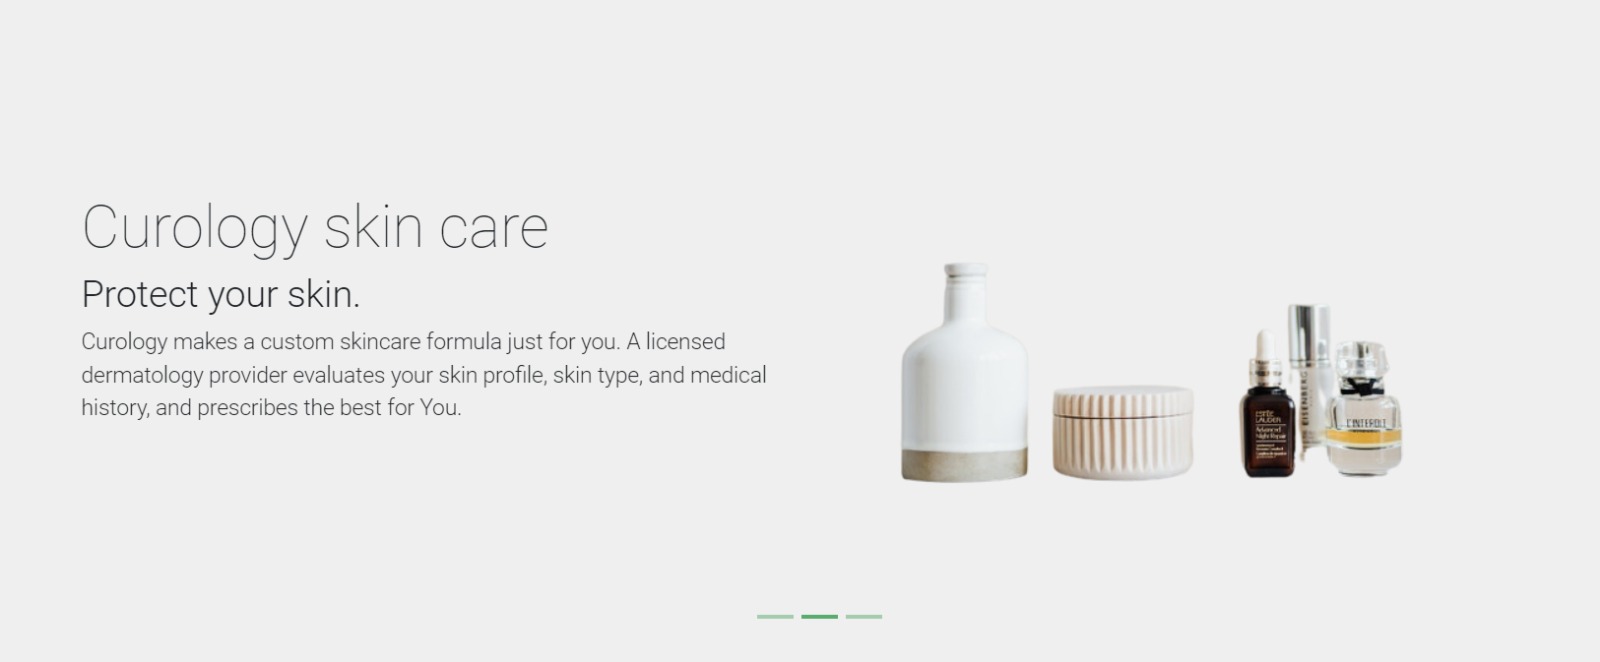 Curology skin care
Protect your skin.
Curology makes a custom skincare formula just for you. A licensed
dermatology provider evaluates your skin profile, skin type, and medical
history, and prescribes the best for You.
ESTĒE
LAUDER
Advanced
Night Repair
EISENBERG
L'INTERDIT